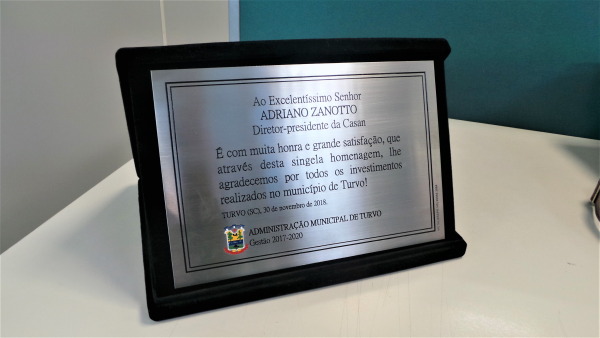 Ao Excelentíssimo Senhor
ADRIANO ZANOTTO
Diretor-presidente da Casan
É com muita honra e grande satisfação, que
através desta singela homenagem, lhe
agradecemos por todos os investimentos
realizados no município de Turvo!
TURVO (SC), 30 de novembro de 2018.
ADMINISTRAÇÃO MUNICIPAL DE TURVO
Gestão 2017-2020